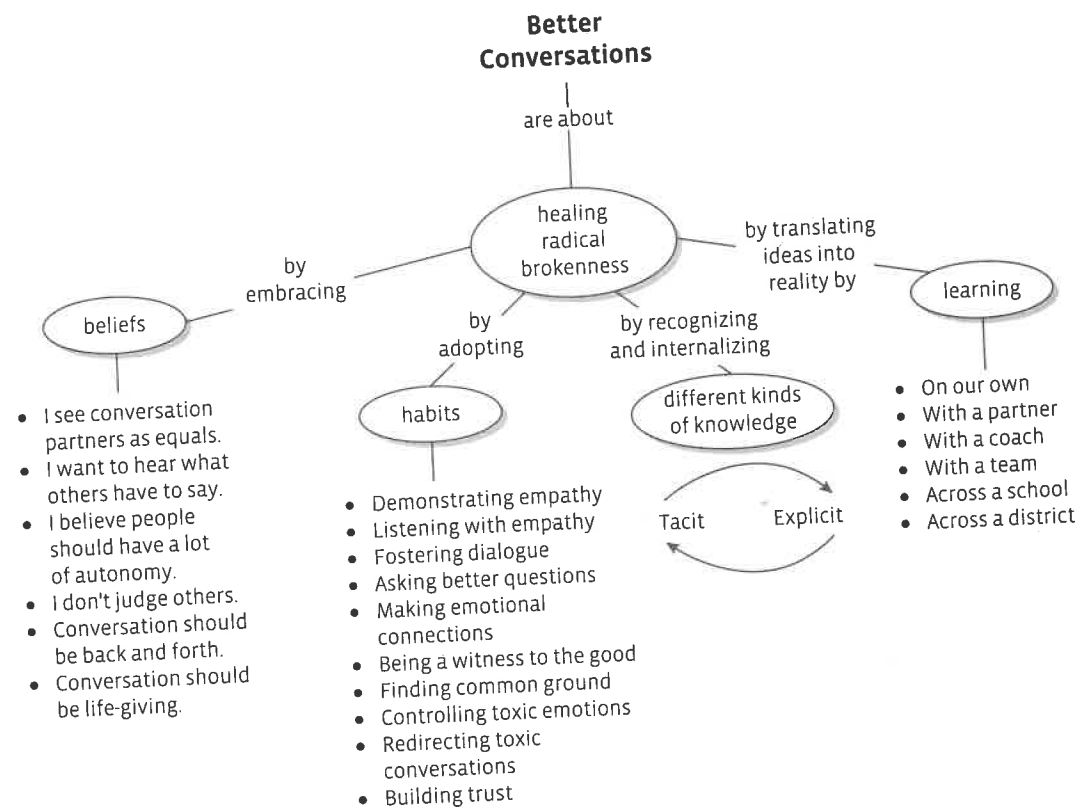 Better
Conversations
are about
healing
radical
brokenness
by
embracing
beliefs
• I see conversation
partners as equals.
• I want to hear what
others have to say.
• I believe people
should have a lot
of autonomy.
• I don't judge others.
• Conversation should
be back and forth.
• Conversation should
be life-giving.
by
adopting
habits
• Demonstrating empathy
• Listening with empathy
• Fostering dialogue
• Asking better questions
• Making emotional
connections
• Being a witness to the good
• Finding common ground
• Controlling toxic emotions
• Redirecting toxic
conversations
• Building trust
by recognizing
and internalizing
different kinds
of knowledge
Tacit
Explicit
by translating
ideas into
reality by
learning
• On our own
• With a partner
• With a coach
• With a team
• Across a school
• Across a district